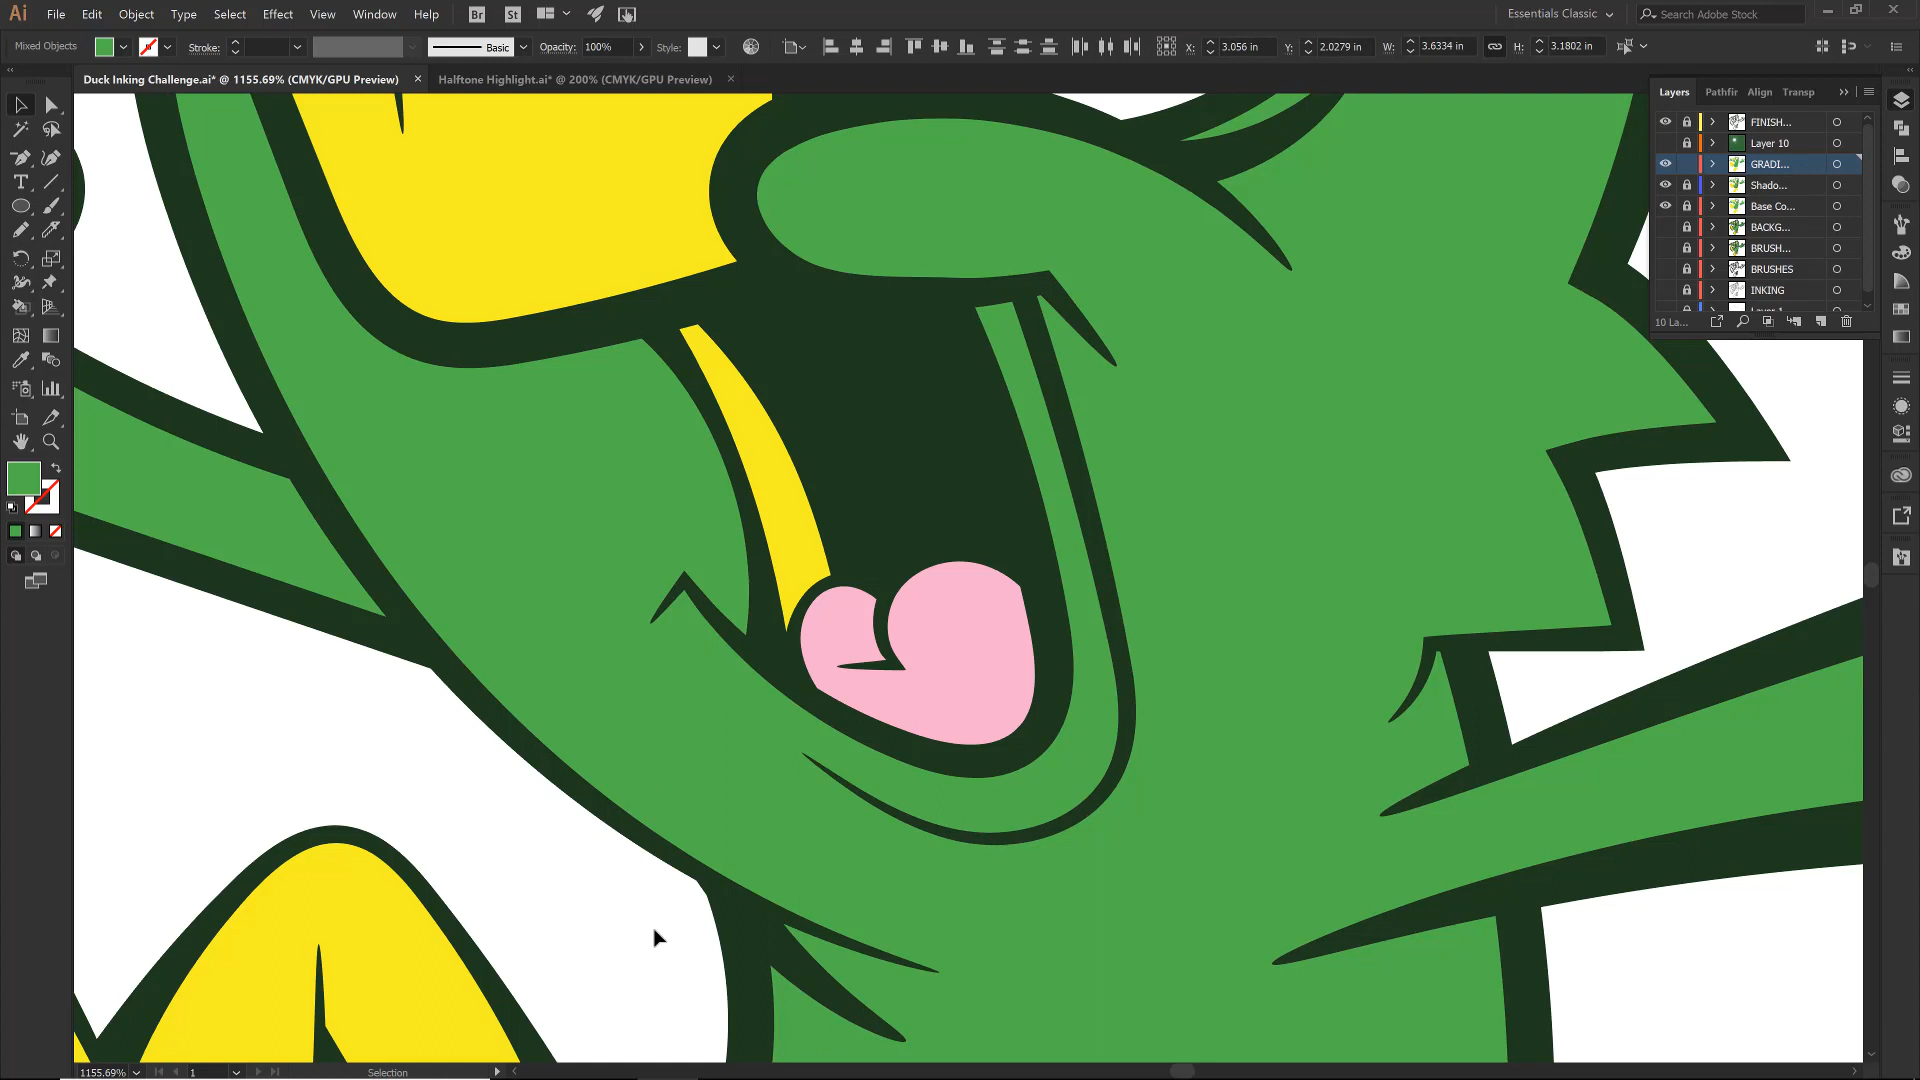 Ai File Edit Object Type Select Effect View Window Help Br St Essentials Classic Search Adobe Stock
Mixed Objects Stroke: Basic Opacity: 100% Style: X: 3.056 in Y: 2.0279 in W: 3.6334 in H: 3.1802 in
Duck Inking Challenge.ai* @ 1155.69% (CMYK/GPU Preview) Halftone Highlight.ai* @ 200% (CMYK/GPU Preview)
Layers Pathfir Align Transp
FINISH...
Layer 10
GRADI...
Shado...
Base Co...
BACKG...
BRUSH...
BRUSHES
INKING
Layer 1
10 La...
1155.69% 1 Selection